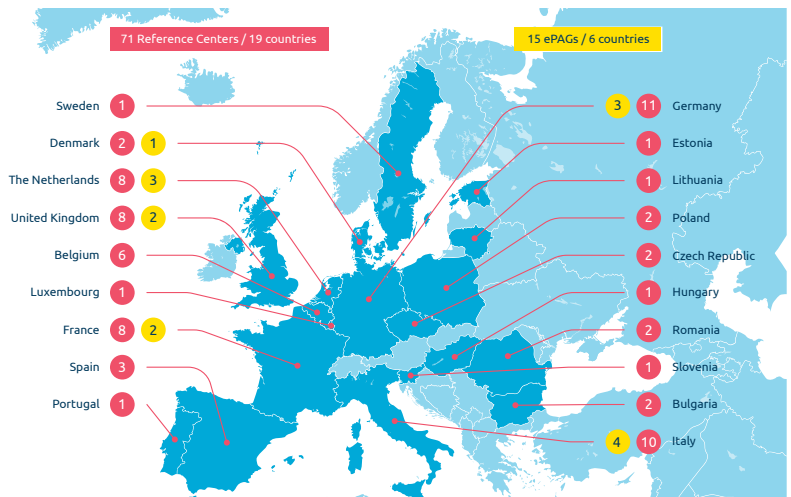 71 Reference Centers / 19 countries
15 ePAGs / 6 countries
Sweden 1
Denmark 2 1
The Netherlands 8 3
United Kingdom 8 2
Belgium 6
Luxembourg 1
France 8 2
Spain 3
Portugal 1
3 11 Germany
1 Estonia
1 Lithuania
2 Poland
2 Czech Republic
1 Hungary
2 Romania
1 Slovenia
2 Bulgaria
4 10 Italy